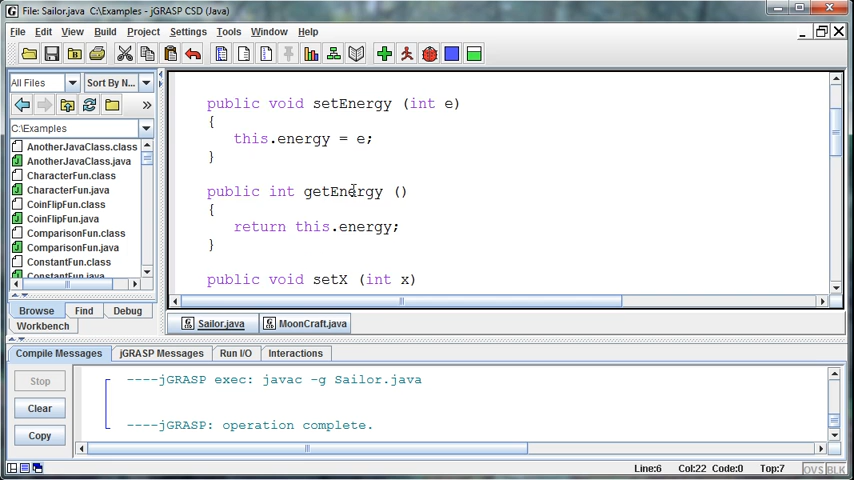 File: Sailor.java C:\Examples - jGRASP CSD (Java)
File Edit View Build Project Settings Tools Window Help
All Files Sort By N...
C:\Examples
AnotherJavaClass.class
AnotherJavaClass.java
CharacterFun.class
CharacterFun.java
CoinFlipFun.class
CoinFlipFun.java
ComparisonFun.class
ComparisonFun.java
ConstantFun.class
ConstantFun.java
Browse Find Debug
Workbench
public void setEnergy (int e)
{
this.energy = e;
}
public int getEnergy ()
{
return this.energy;
}
public void setX (int x)
Sailor.java MoonCraft.java
Compile Messages jGRASP Messages Run I/O Interactions
Stop
Clear
Copy
----jGRASP exec: javac -g Sailor.java
----jGRASP: operation complete.
Line:6 Col:22 Code:0 Top:7 OVS BLK